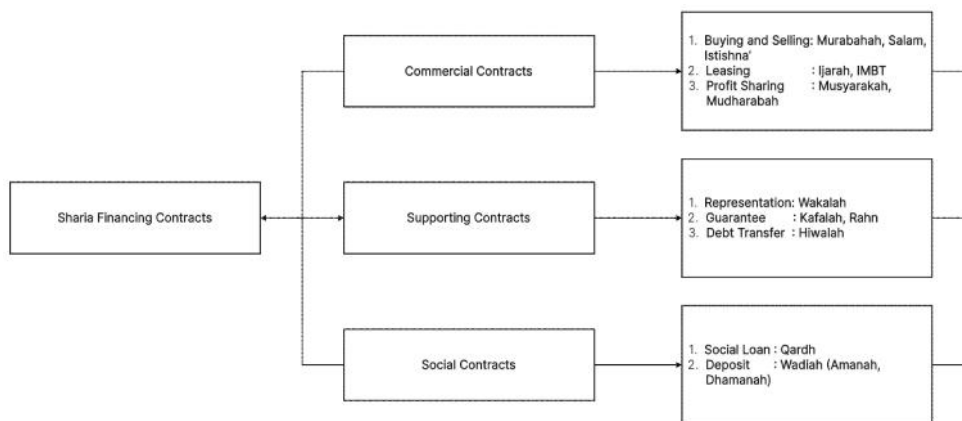 Sharia Financing Contracts
Commercial Contracts
1. Buying and Selling: Murabahah, Salam,
Istishna'
2. Leasing : Ijarah, IMBT
3. Profit Sharing : Musyarakah,
Mudharabah
Supporting Contracts
1. Representation: Wakalah
2. Guarantee : Kafalah, Rahn
3. Debt Transfer : Hiwalah
Social Contracts
1. Social Loan : Qardh
2. Deposit : Wadiah (Amanah,
Dhamanah)